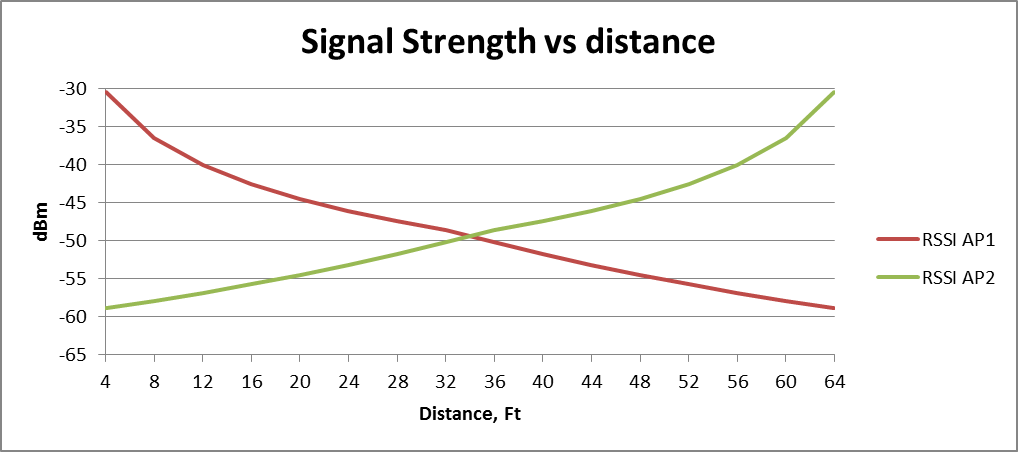 Signal Strength vs distance
-30
-35
-40
-45
-50
-55
-60
-65
dBm
4 8 12 16 20 24 28 32 36 40 44 48 52 56 60 64
Distance, Ft
RSSI AP1
RSSI AP2